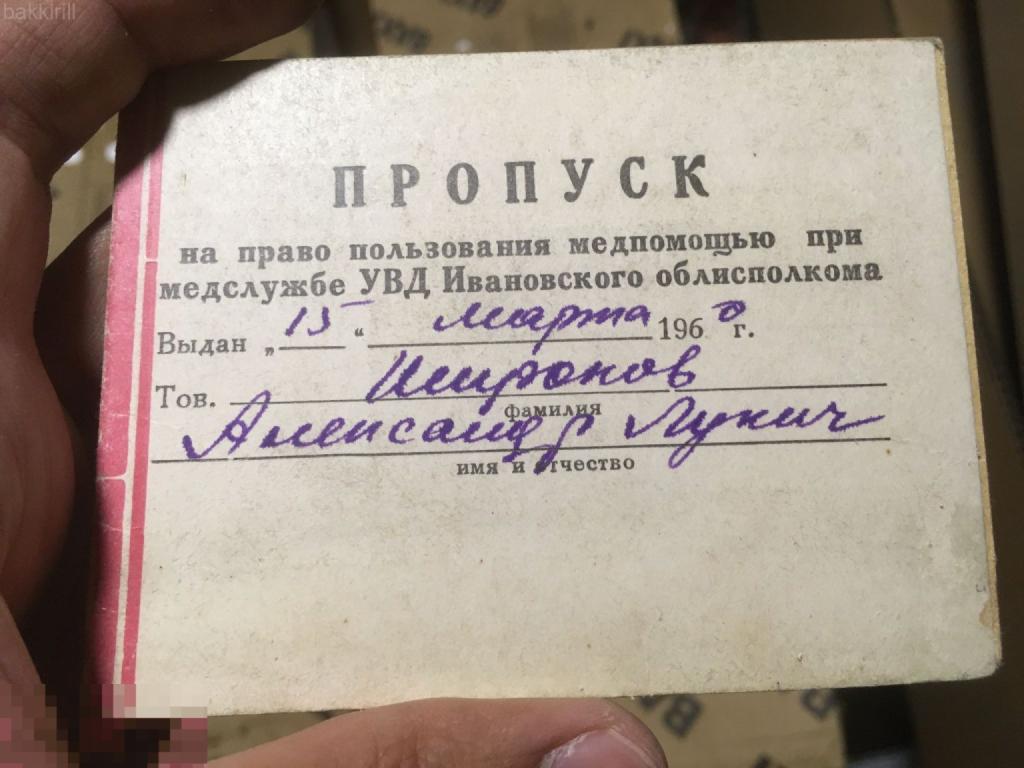 bakkirill
ПРОПУСК
на право пользования медпомощью при
медслужбе УВД Ивановского облисполкома
Выдан „15“ Марта 1960 г.
Тов.
фамилия
Александр Лукич
имя и отчество